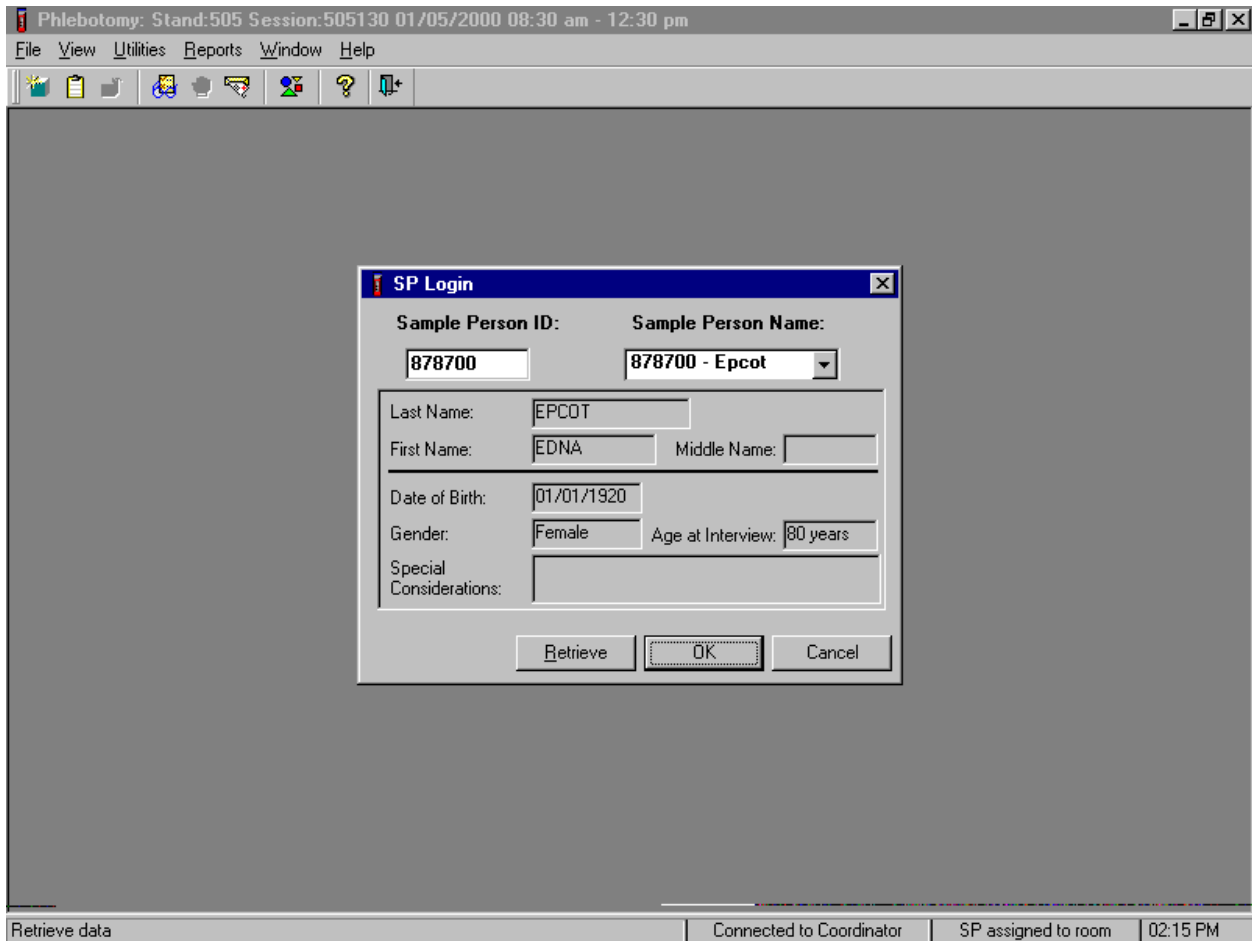 Phlebotomy: Stand:505 Session:505130 01/05/2000 08:30 am - 12:30 pm
File View Utilities Reports Window Help
SP Login
Sample Person ID: Sample Person Name:
878700 878700 - Epcot
Last Name: EPCOT
First Name: EDNA Middle Name:
Date of Birth: 01/01/1920
Gender: Female Age at Interview: 80 years
Special
Considerations:
Retrieve OK Cancel
Retrieve data Connected to Coordinator SP assigned to room 02:15 PM